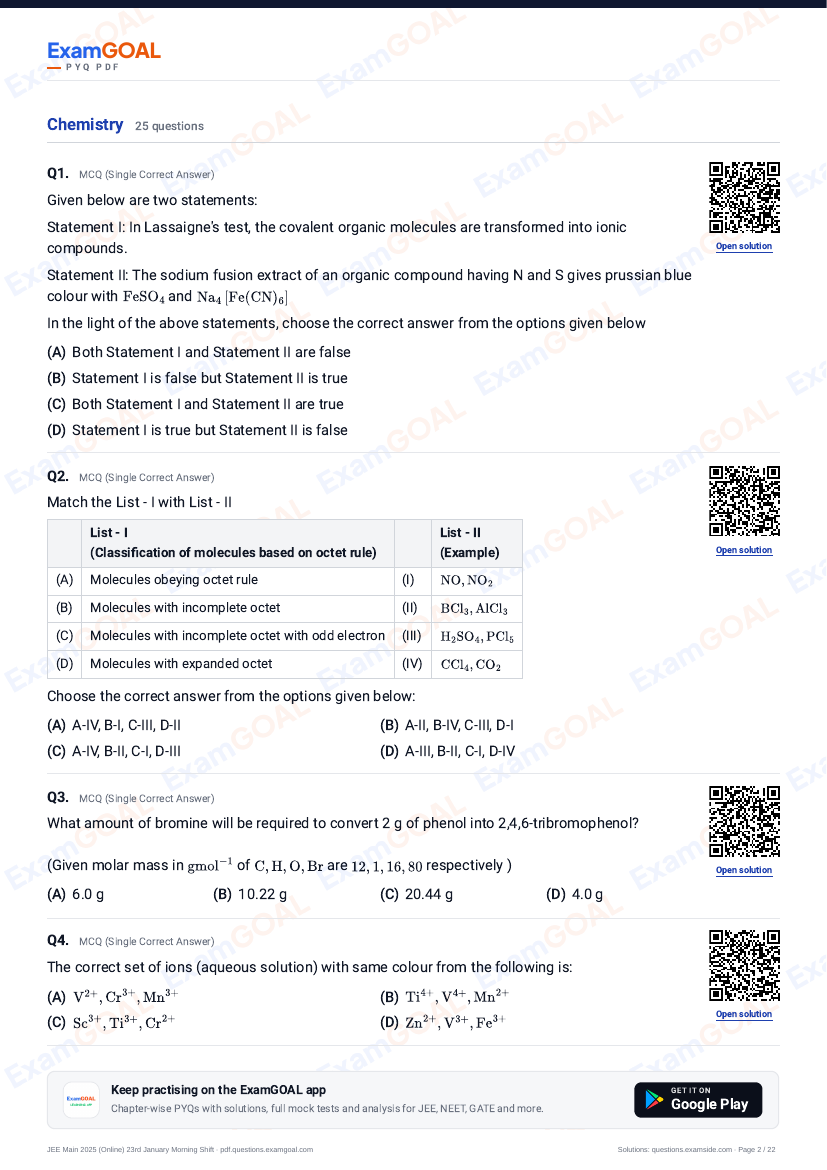 ExamGOAL
PYQ PDF
Chemistry 25 questions
Q1. MCQ (Single Correct Answer)
Given below are two statements:
Statement I: In Lassaigne's test, the covalent organic molecules are transformed into ionic
compounds.
Statement II: The sodium fusion extract of an organic compound having N and S gives prussian blue
colour with FeSO₄ and Na₄ [Fe(CN)₆]
In the light of the above statements, choose the correct answer from the options given below
(A) Both Statement I and Statement II are false
(B) Statement I is false but Statement II is true
(C) Both Statement I and Statement II are true
(D) Statement I is true but Statement II is false
Open solution
Q2. MCQ (Single Correct Answer)
Match the List - I with List - II
List - I
(Classification of molecules based on octet rule)
List - II
(Example)
(A) Molecules obeying octet rule (I) NO, NO₂
(B) Molecules with incomplete octet (II) BCl₃, AlCl₃
(C) Molecules with incomplete octet with odd electron (III) H₂SO₄, PCl₅
(D) Molecules with expanded octet (IV) CCl₄, CO₂
Choose the correct answer from the options given below:
(A) A-IV, B-I, C-III, D-II (B) A-II, B-IV, C-III, D-I
(C) A-IV, B-II, C-I, D-III (D) A-III, B-II, C-I, D-IV
Open solution
Q3. MCQ (Single Correct Answer)
What amount of bromine will be required to convert 2 g of phenol into 2,4,6-tribromophenol?
(Given molar mass in gmol⁻¹ of C, H, O, Br are 12, 1, 16, 80 respectively )
(A) 6.0 g (B) 10.22 g (C) 20.44 g (D) 4.0 g
Open solution
Q4. MCQ (Single Correct Answer)
The correct set of ions (aqueous solution) with same colour from the following is:
(A) V²⁺, Cr³⁺, Mn³⁺ (B) Ti⁴⁺, V⁴⁺, Mn²⁺
(C) Sc³⁺, Ti³⁺, Cr²⁺ (D) Zn²⁺, V³⁺, Fe³⁺
Open solution
Keep practising on the ExamGOAL app
Chapter-wise PYQs with solutions, full mock tests and analysis for JEE, NEET, GATE and more.
GET IT ON
Google Play
JEE Main 2025 (Online) 23rd January Morning Shift · pdf.questions.examgoal.com Solutions: questions.examside.com · Page 2 / 22